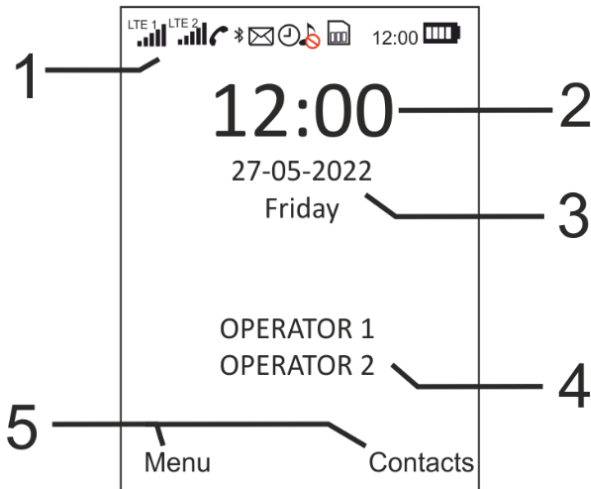 LTE 1 LTE 2 12:00
1
12:00 2
27-05-2022
Friday
3
OPERATOR 1
OPERATOR 2
4
5
Menu Contacts